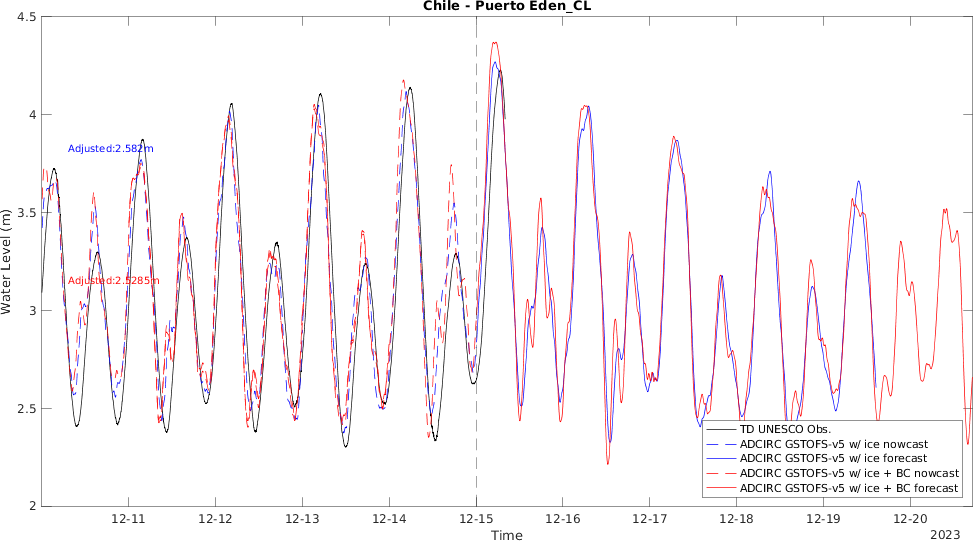 Chile - Puerto Eden_CL
4.5
4
3.5
3
2.5
2
Water Level (m)
Adjusted:2.582m
Adjusted:2.5285m
TD UNESCO Obs.
ADCIRC GSTOFS-v5 w/ ice nowcast
ADCIRC GSTOFS-v5 w/ ice forecast
ADCIRC GSTOFS-v5 w/ ice + BC nowcast
ADCIRC GSTOFS-v5 w/ ice + BC forecast
12-11 12-12 12-13 12-14 12-15 12-16 12-17 12-18 12-19 12-20
Time
2023